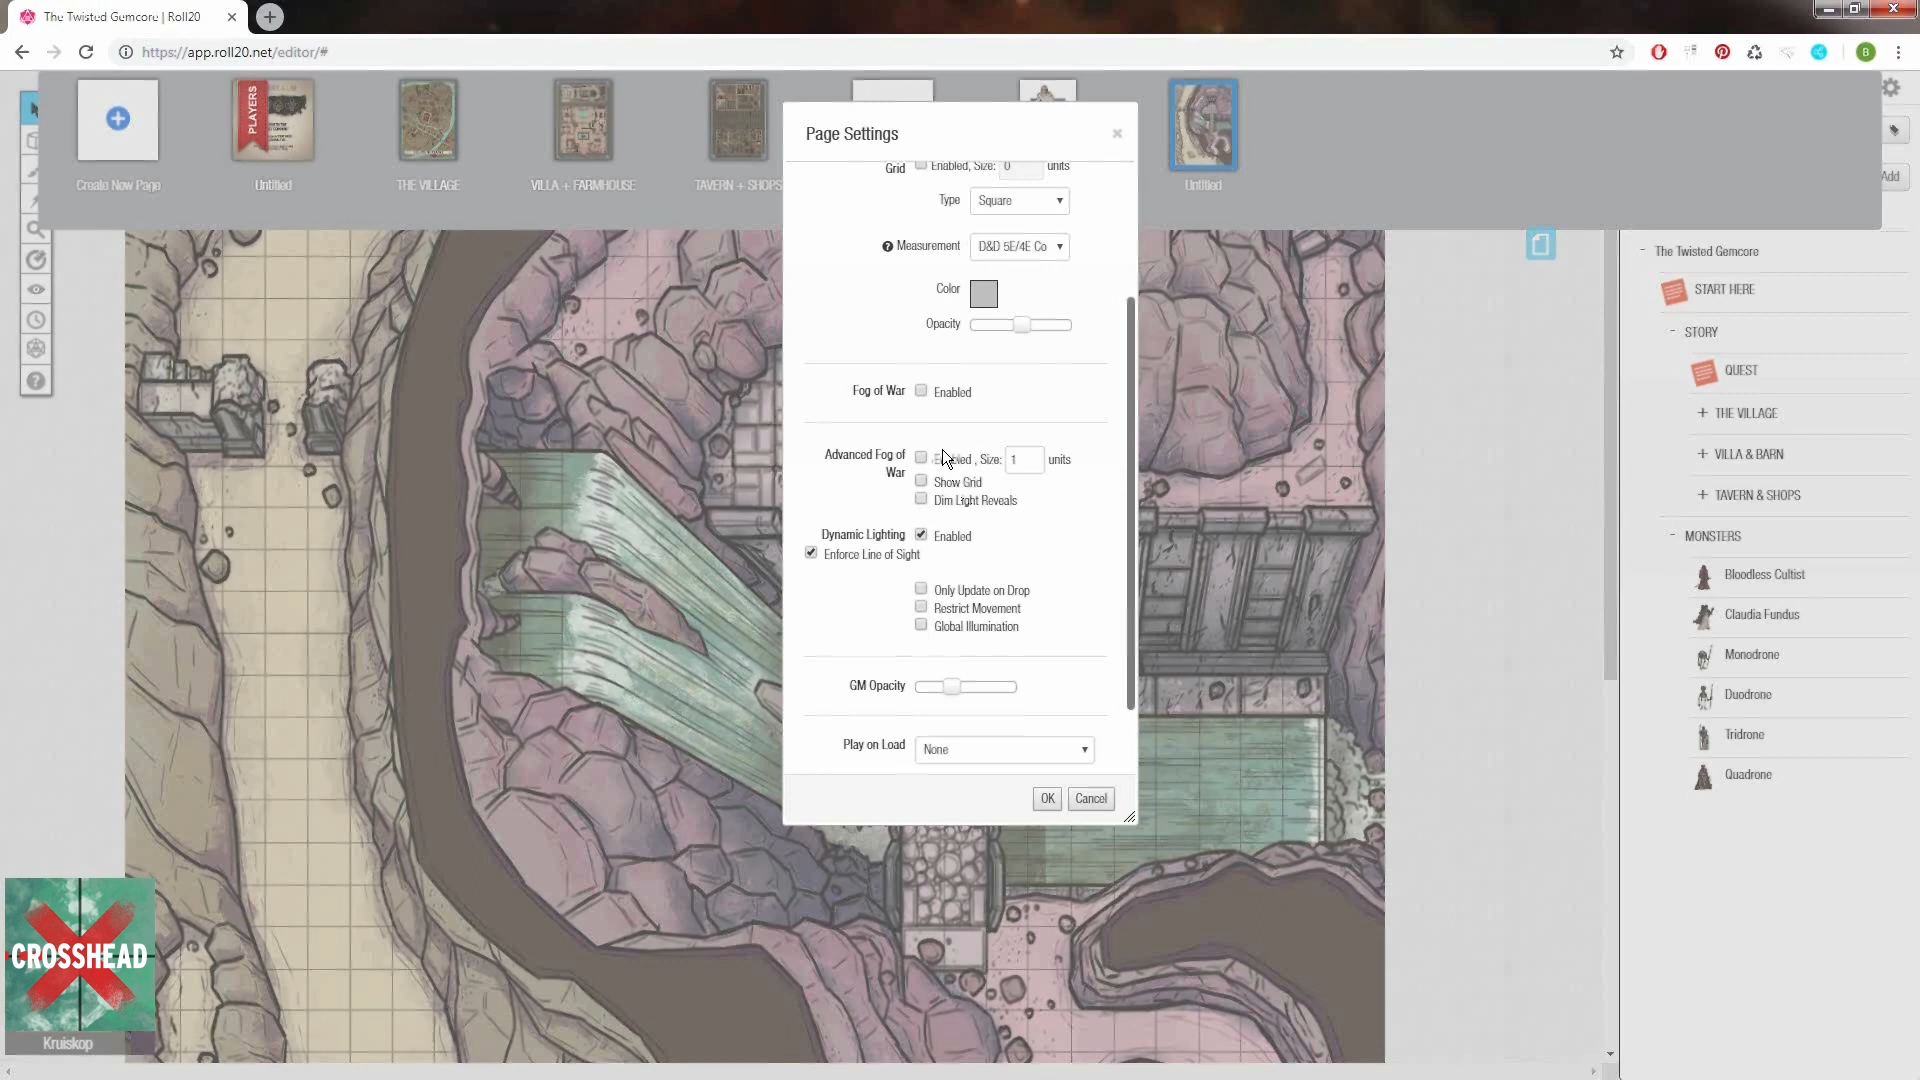 The Twisted Gemcore | Roll20
https://app.roll20.net/editor/#
B
Create New Page
PLAYERS
Untitled
THE VILLAGE
VILLA + FARMHOUSE
TAVERN + SHOPS
Untitled
Add
Page Settings
Grid
Enabled, Size: 0 units
Type
Square
Measurement
D&D 5E/4E Co
Color
Opacity
Fog of War
Enabled
Advanced Fog of War
Enabled , Size: 1 units
Show Grid
Dim Light Reveals
Dynamic Lighting
Enabled
Enforce Line of Sight
Only Update on Drop
Restrict Movement
Global Illumination
GM Opacity
Play on Load
None
OK
Cancel
The Twisted Gemcore
START HERE
STORY
QUEST
THE VILLAGE
VILLA & BARN
TAVERN & SHOPS
MONSTERS
Bloodless Cultist
Claudia Fundus
Monodrone
Duodrone
Tridrone
Quadrone
CROSSHEAD
Kruiskop